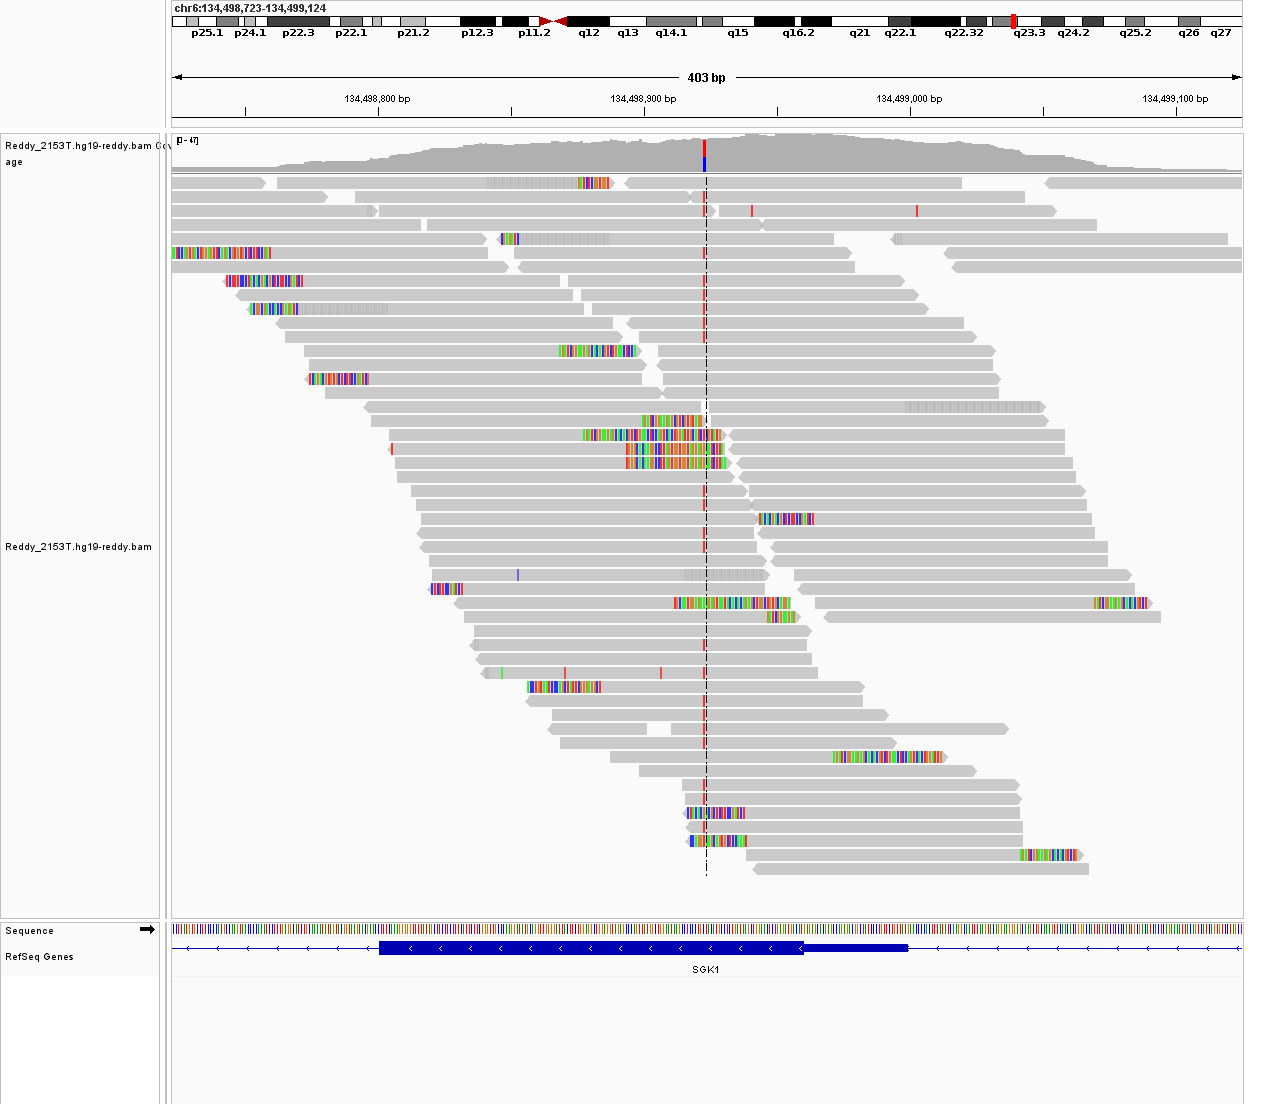 chr6:134,498,723-134,499,124
p25.1 p24.1 p22.3 p22.1 p21.2 p12.3 p11.2 q12 q13 q14.1 q15 q16.2 q21 q22.1 q22.32 q23.3 q24.2 q25.2 q26 q27
403 bp
134,498,800 bp 134,498,900 bp 134,499,000 bp 134,499,100 bp
[0 - 47]
Reddy_2153T.hg19-reddy.bam Cov
age
Reddy_2153T.hg19-reddy.bam
Sequence
RefSeq Genes
SGK1